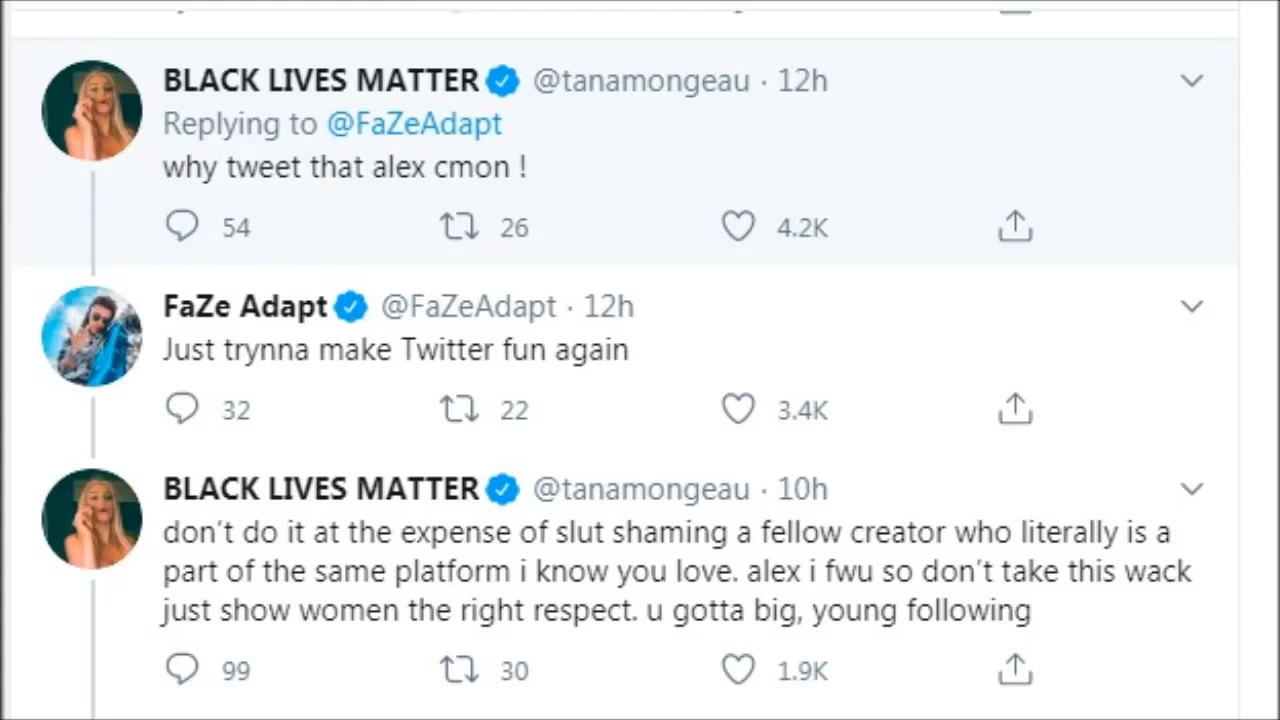 BLACK LIVES MATTER @tanamongeau · 12h
Replying to @FaZeAdapt
why tweet that alex cmon !
54 26 4.2K
FaZe Adapt @FaZeAdapt · 12h
Just trynna make Twitter fun again
32 22 3.4K
BLACK LIVES MATTER @tanamongeau · 10h
don't do it at the expense of slut shaming a fellow creator who literally is a
part of the same platform i know you love. alex i fwu so don't take this wack
just show women the right respect. u gotta big, young following
99 30 1.9K